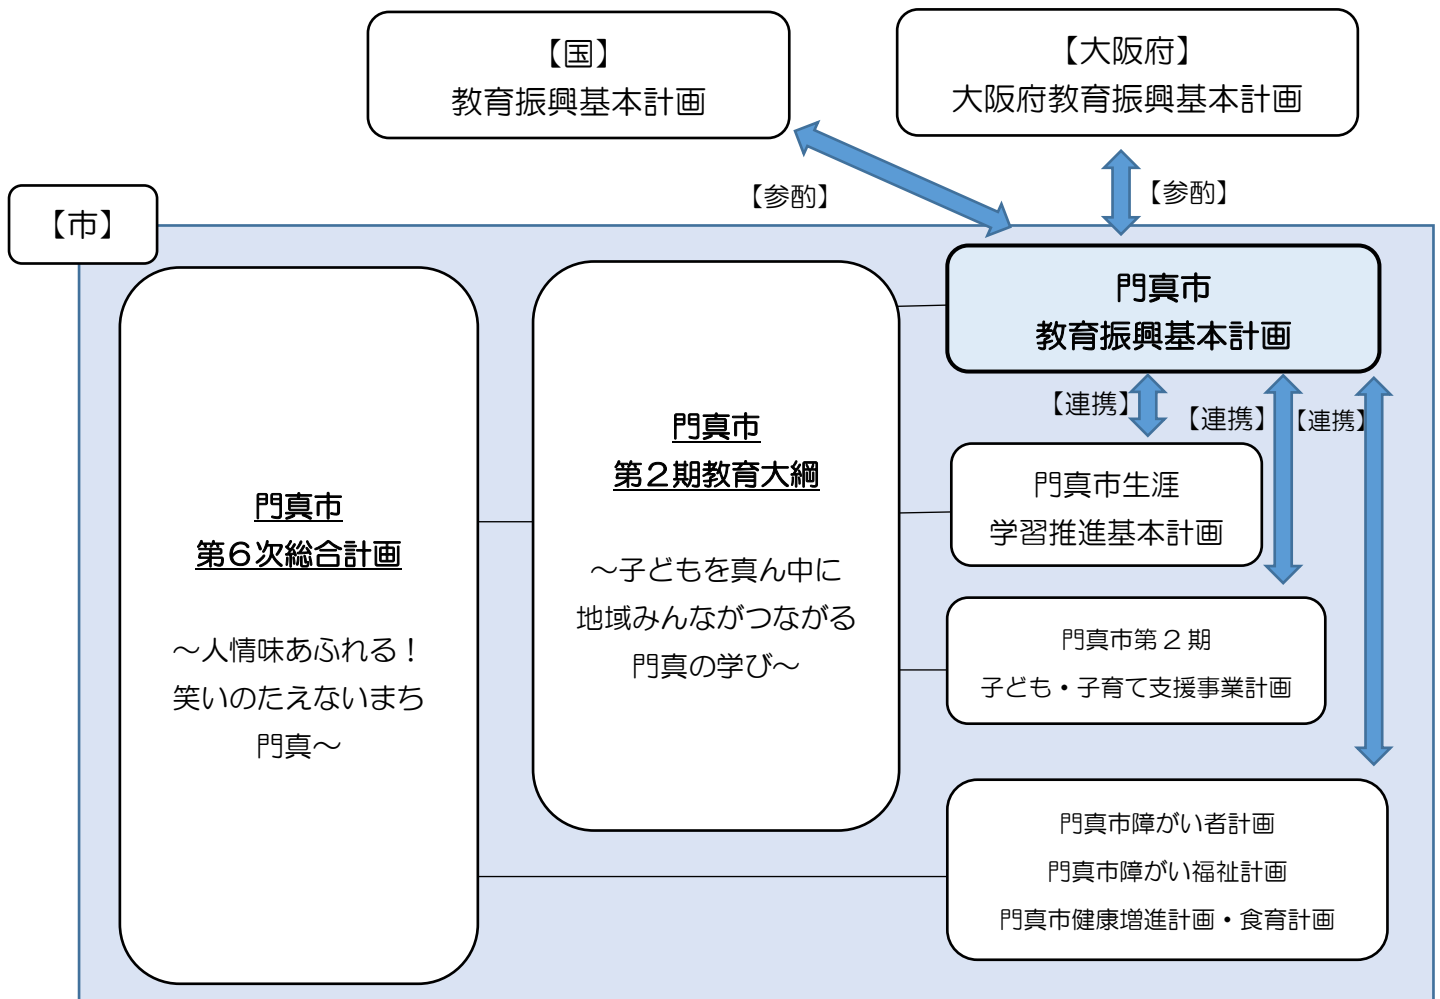 【国】
教育振興基本計画
【大阪府】
大阪府教育振興基本計画
【参酌】
【参酌】
【市】
門真市
第６次総合計画
～人情味あふれる！
笑いのたえないまち
門真～
門真市
第２期教育大綱
～子どもを真ん中に
地域みんながつながる
門真の学び～
門真市
教育振興基本計画
【連携】
【連携】
【連携】
門真市生涯
学習推進基本計画
門真市第２期
子ども・子育て支援事業計画
門真市障がい者計画
門真市障がい福祉計画
門真市健康増進計画・食育計画